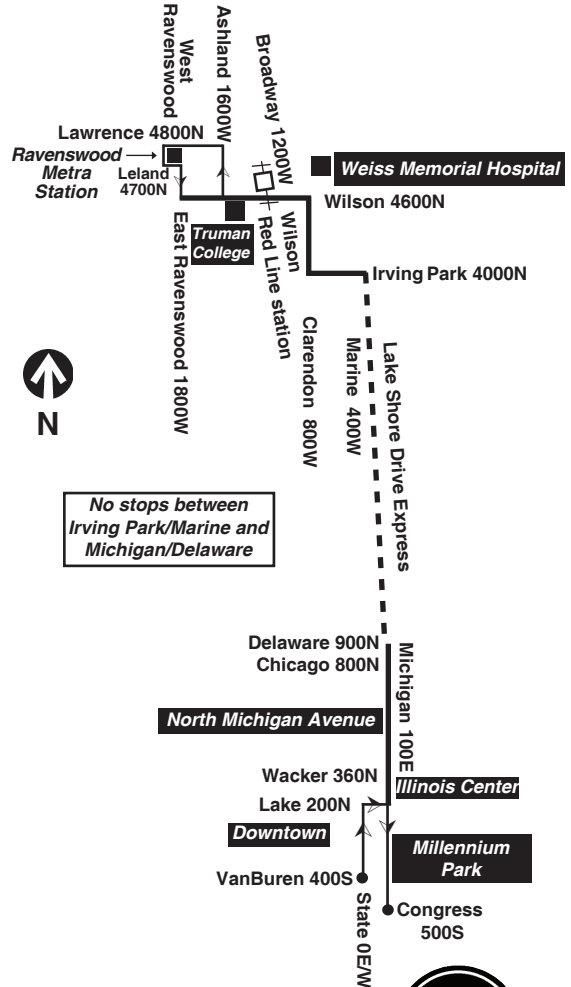 West
Ravenswood
Ashland 1600W
Broadway 1200W
Lawrence 4800N
Ravenswood
Metra
Station
Leland
4700N
Weiss Memorial Hospital
Wilson 4600N
Truman
College
Wilson
Red Line station
East Ravenswood 1800W
Irving Park 4000N
Clarendon 800W
Marine 400W
Lake Shore Drive Express
N
No stops between
Irving Park/Marine and
Michigan/Delaware
Delaware 900N
Chicago 800N
Michigan 100E
North Michigan Avenue
Wacker 360N
Illinois Center
Lake 200N
Downtown
Millennium
Park
VanBuren 400S
State 0E/W
Congress
500S